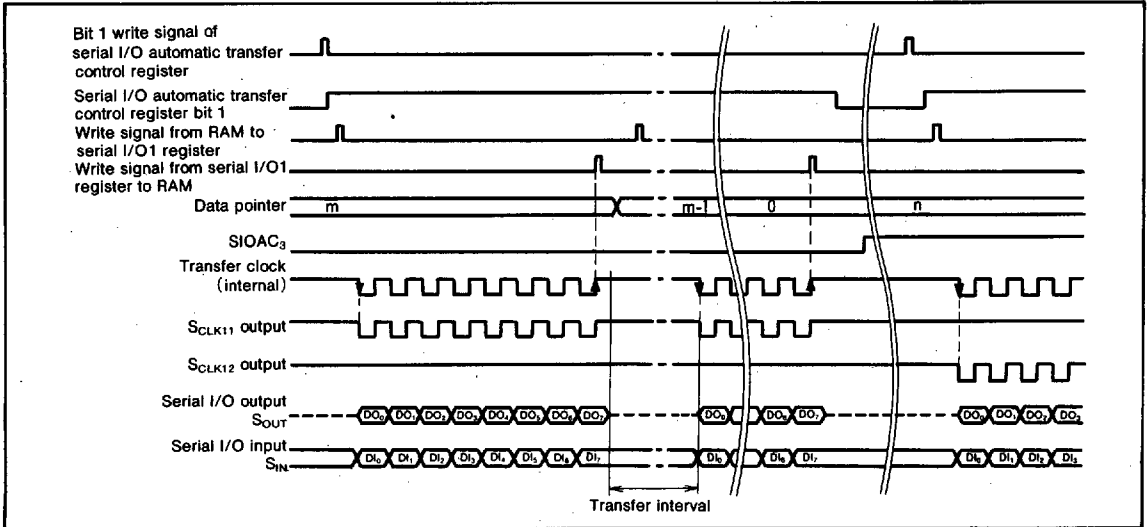 Bit 1 write signal of
serial I/O automatic transfer
control register
Serial I/O automatic transfer
control register bit 1
Write signal from RAM to
serial I/O1 register
Write signal from serial I/O1
register to RAM
Data pointer
m
m-1
0
n
SIOAC₃
Transfer clock
(internal)
SCLK11 output
SCLK12 output
Serial I/O output
SOUT
DO₀ DO₁ DO₂ DO₃ DO₄ DO₅ DO₆ DO₇ DO₀ DO₆ DO₇ DO₀ DO₁ DO₂ DO₃
Serial I/O input
SIN
DI₀ DI₁ DI₂ DI₃ DI₄ DI₅ DI₆ DI₇ DI₀ DI₆ DI₇ DI₀ DI₁ DI₂ DI₃
Transfer interval